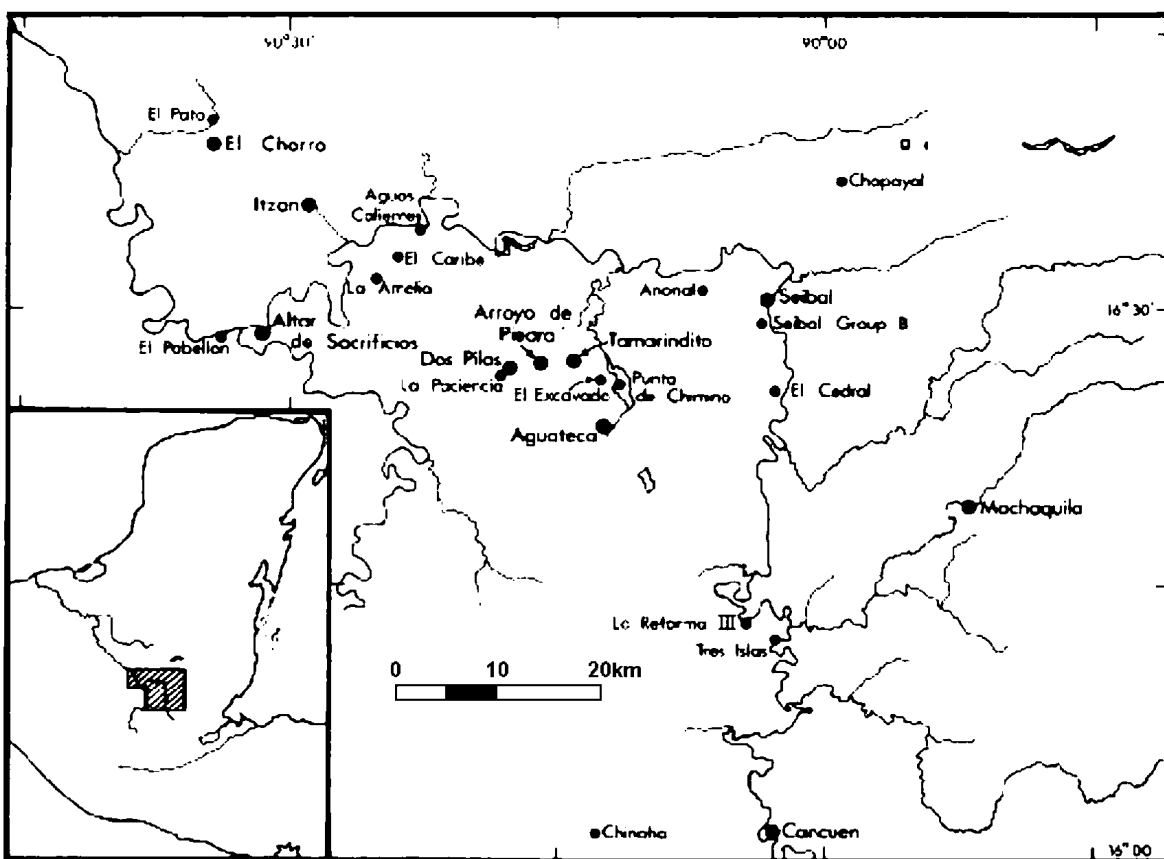 90°30'
90°00
El Pato
El Chorro
Chapayal
Itzan
Aguas
Calientes
El Caribe
La Amelia
Anonal
Seibal
16°30'
Seibal Group B
Arroyo de
Piedra
Tamarindito
Altar
de Sacrificios
El Pabellon
Dos Pilas
La Paciencia
El Excavado
Punta
de Chimino
El Cedral
Aguateca
Machaquila
La Reforma III
Tres Islas
0 10 20km
Chinaha
Cancuen
16°00